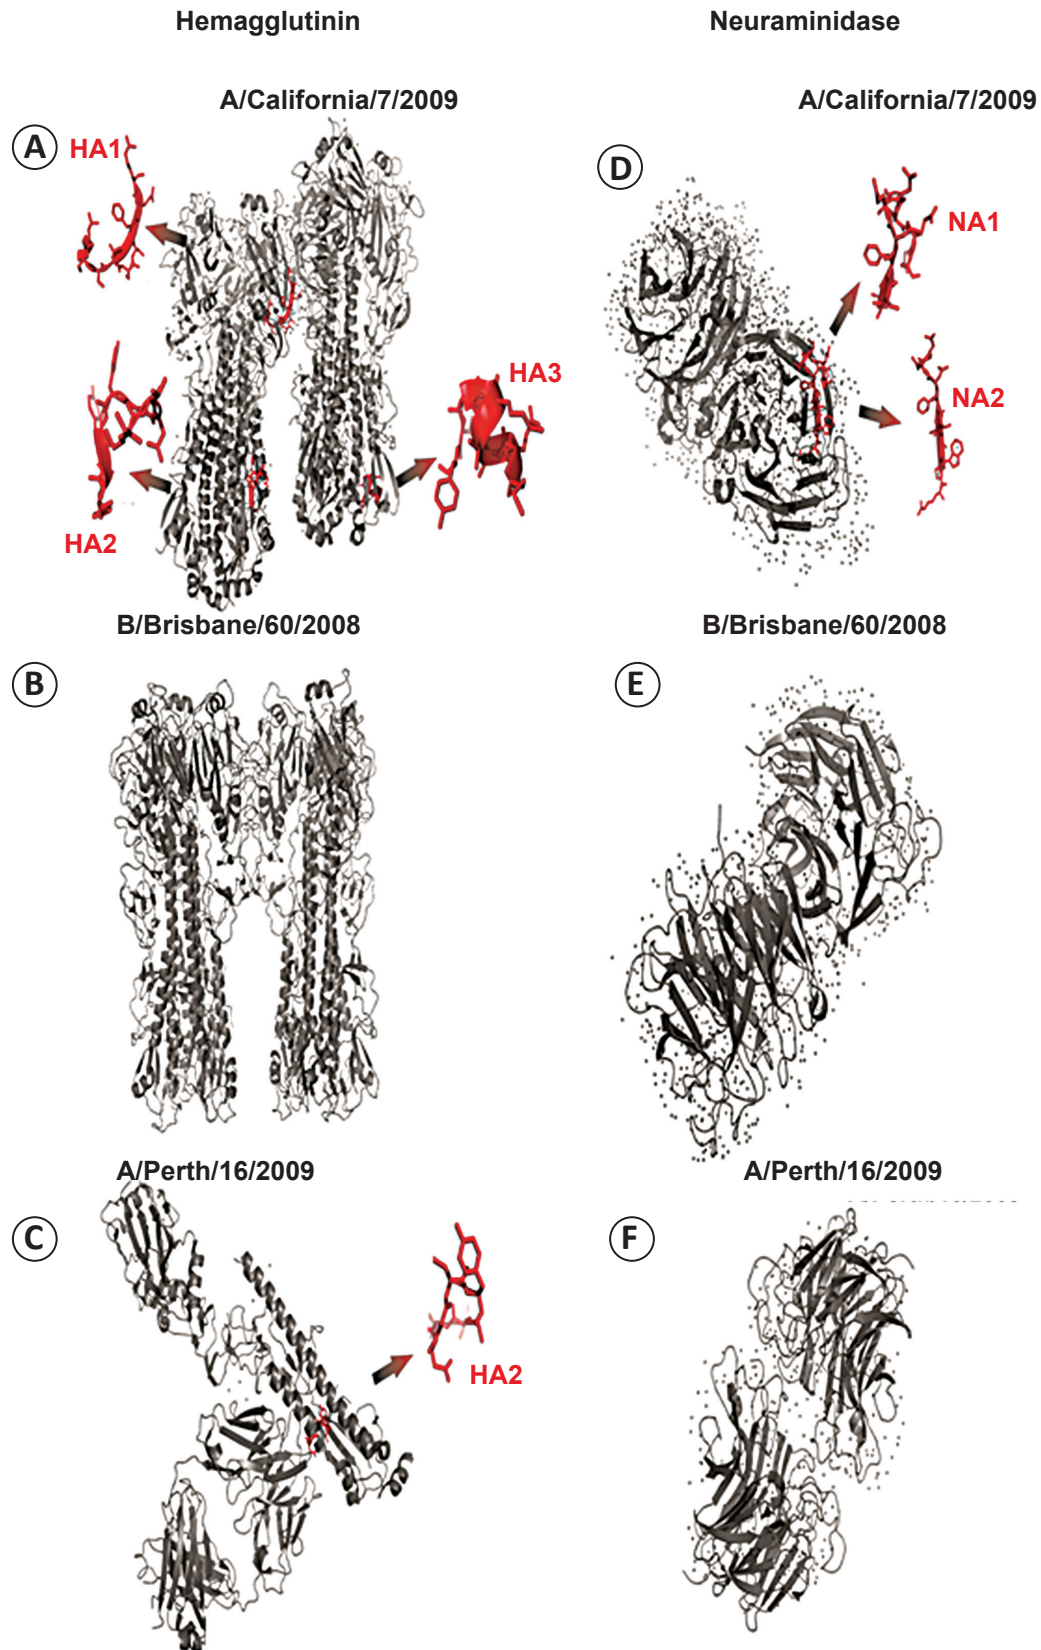 Hemagglutinin
Neuraminidase
A/California/7/2009
A/California/7/2009
A
HA1
HA2
HA3
D
NA1
NA2
B/Brisbane/60/2008
B/Brisbane/60/2008
B
E
A/Perth/16/2009
A/Perth/16/2009
C
HA2
F